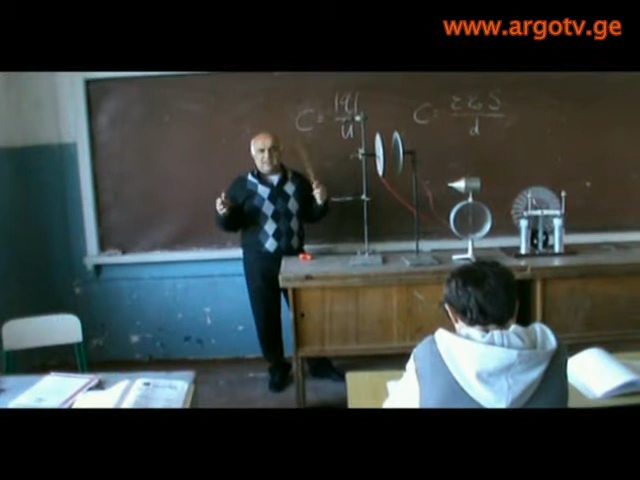 www.argotv.ge
C = |q| / U
C = εε₀S / d